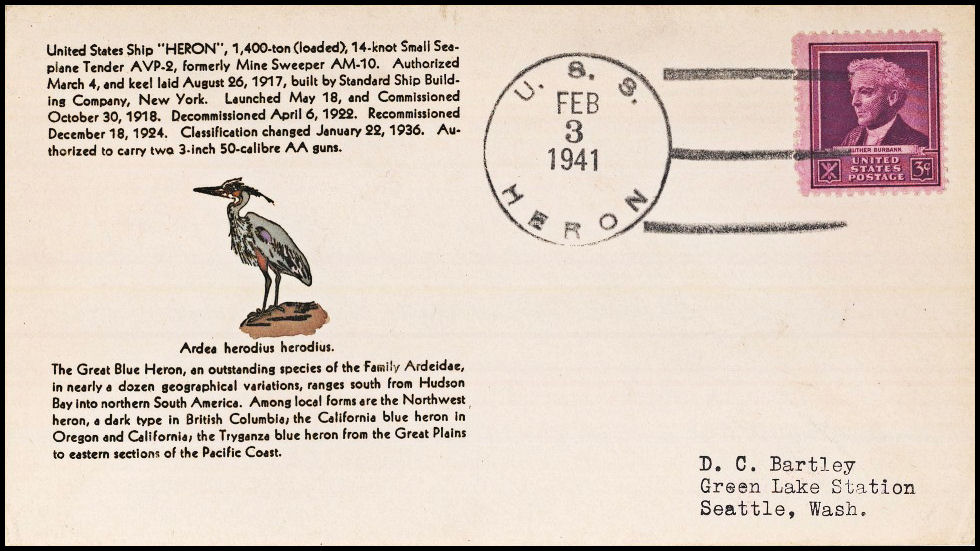 United States Ship "HERON", 1,400-ton (loaded), 14-knot Small Sea-
plane Tender AVP-2, formerly Mine Sweeper AM-10. Authorized
March 4, and keel laid August 26, 1917, built by Standard Ship Build-
ing Company, New York. Launched May 18, and Commissioned
October 30, 1918. Decommissioned April 6, 1922. Recommissioned
December 18, 1924. Classification changed January 22, 1936. Au-
thorized to carry two 3-inch 50-calibre AA guns.
Ardea herodius herodius.
The Great Blue Heron, an outstanding species of the Family Ardeidae,
in nearly a dozen geographical variations, ranges south from Hudson
Bay into northern South America. Among local forms are the Northwest
heron, a dark type in British Columbia; the California blue heron in
Oregon and California; the Tryganza blue heron from the Great Plains
to eastern sections of the Pacific Coast.
U. S. S.
FEB
3
1941
HERON
LUTHER BURBANK
UNITED
STATES
POSTAGE
3¢
D. C. Bartley
Green Lake Station
Seattle, Wash.